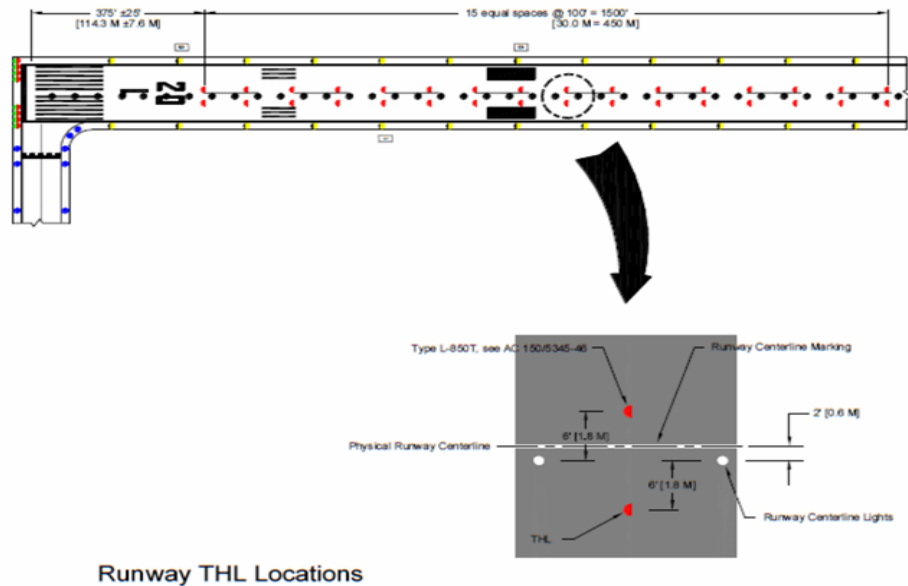 375' ±25'
[114.3 M ±7.6 M]
15 equal spaces @ 100' = 1500'
[30.0 M = 450 M]
20
L
Type L-850T, see AC 150/5345-46
Runway Centerline Marking
2' [0.6 M]
6' [1.8 M]
Physical Runway Centerline
6' [1.8 M]
THL
Runway Centerline Lights
Runway THL Locations